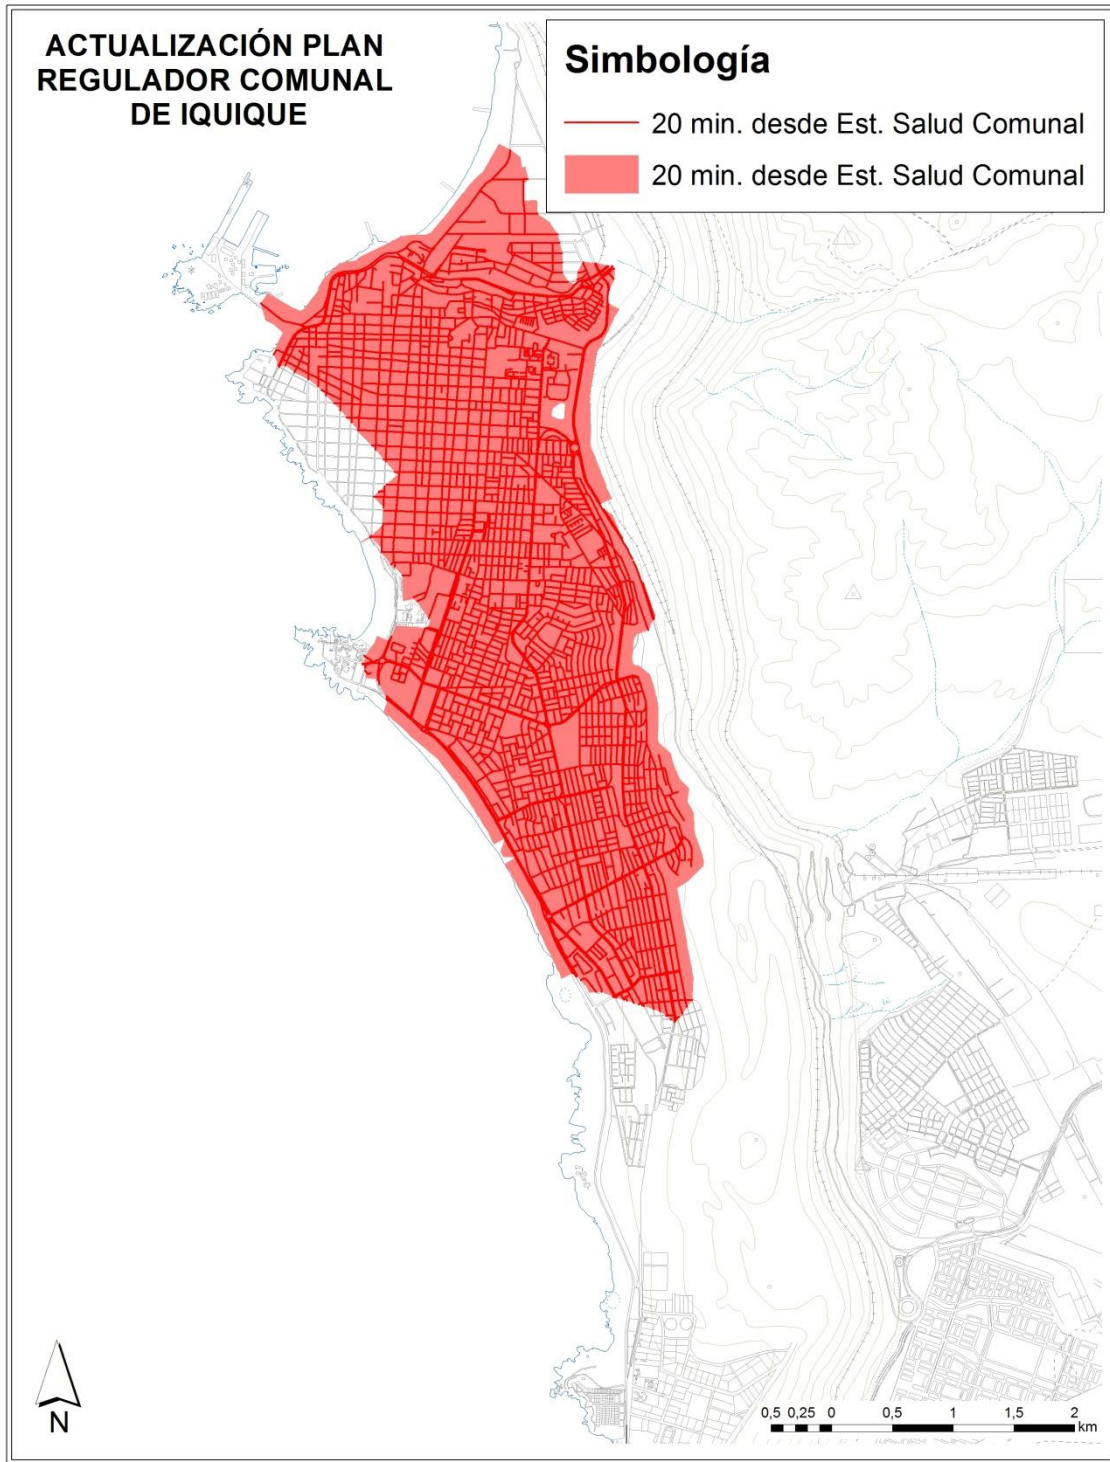 ACTUALIZACIÓN PLAN
REGULADOR COMUNAL
DE IQUIQUE
Simbología
20 min. desde Est. Salud Comunal
20 min. desde Est. Salud Comunal
N
0,5 0,25 0 0,5 1 1,5 2
km